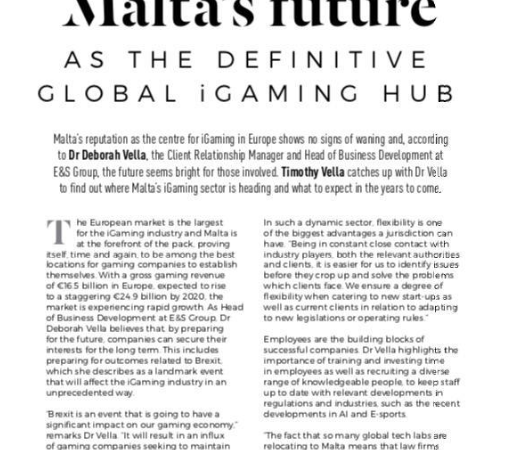 Malta's future
AS THE DEFINITIVE
GLOBAL iGAMING HUB
Malta's reputation as the centre for iGaming in Europe shows no signs of waning and, according
to Dr Deborah Vella, the Client Relationship Manager and Head of Business Development at
E&S Group, the future seems bright for those involved. Timothy Vella catches up with Dr Vella
to find out where Malta's iGaming sector is heading and what to expect in the years to come.
The European market is the largest
for the iGaming industry and Malta is
at the forefront of the pack, proving
itself, time and again, to be among the best
locations for gaming companies to establish
themselves. With a gross gaming revenue
of €16.5 billion in Europe, expected to rise
to a staggering €24.9 billion by 2020, the
market is experiencing rapid growth. As Head
of Business Development at E&S Group, Dr
Deborah Vella believes that, by preparing
for the future, companies can secure their
interests for the long term. This includes
preparing for outcomes related to Brexit,
which she describes as a landmark event
that will affect the iGaming industry in an
unprecedented way.
"Brexit is an event that is going to have a
significant impact on our gaming economy,"
remarks Dr Vella. "It will result in an influx
of gaming companies seeking to maintain
In such a dynamic sector, flexibility is one
of the biggest advantages a jurisdiction can
have. "Being in constant close contact with
industry players, both the relevant authorities
and clients, it is easier for us to identify issues
before they crop up and solve the problems
which clients face. We ensure a degree of
flexibility when catering to new start-ups as
well as current clients in relation to adapting
to new legislations or operating rules."
Employees are the building blocks of
successful companies. Dr Vella highlights the
importance of training and investing time
in employees as well as recruiting a diverse
range of knowledgeable people, to keep staff
up to date with relevant developments in
regulations and industries, such as the recent
developments in AI and E-sports.
"The fact that so many global tech labs are
relocating to Malta means that law firms